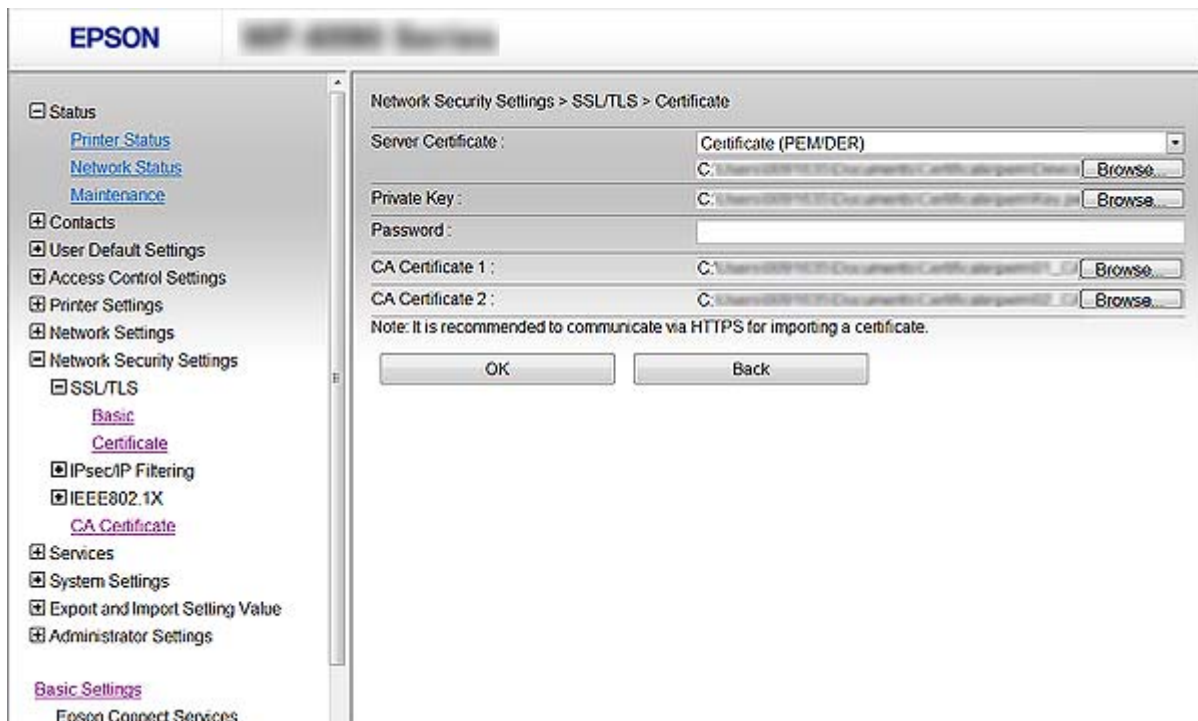 EPSON
Status
Printer Status
Network Status
Maintenance
Contacts
User Default Settings
Access Control Settings
Printer Settings
Network Settings
Network Security Settings
SSL/TLS
Basic
Certificate
IPsec/IP Filtering
IEEE802.1X
CA Certificate
Services
System Settings
Export and Import Setting Value
Administrator Settings
Basic Settings
Epson Connect Services
Network Security Settings > SSL/TLS > Certificate
Server Certificate : Certificate (PEM/DER)
C: Browse...
Private Key : C: Browse...
Password :
CA Certificate 1 : C:\ Browse...
CA Certificate 2 : C: Browse...
Note: It is recommended to communicate via HTTPS for importing a certificate.
OK Back